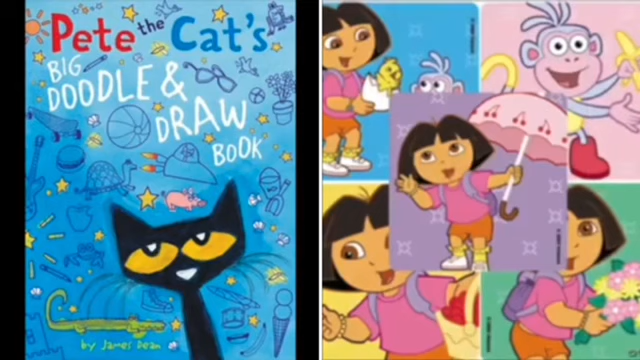 Pete the Cat's
BIG
DOODLE &
DRAW
BOOK
by James Dean